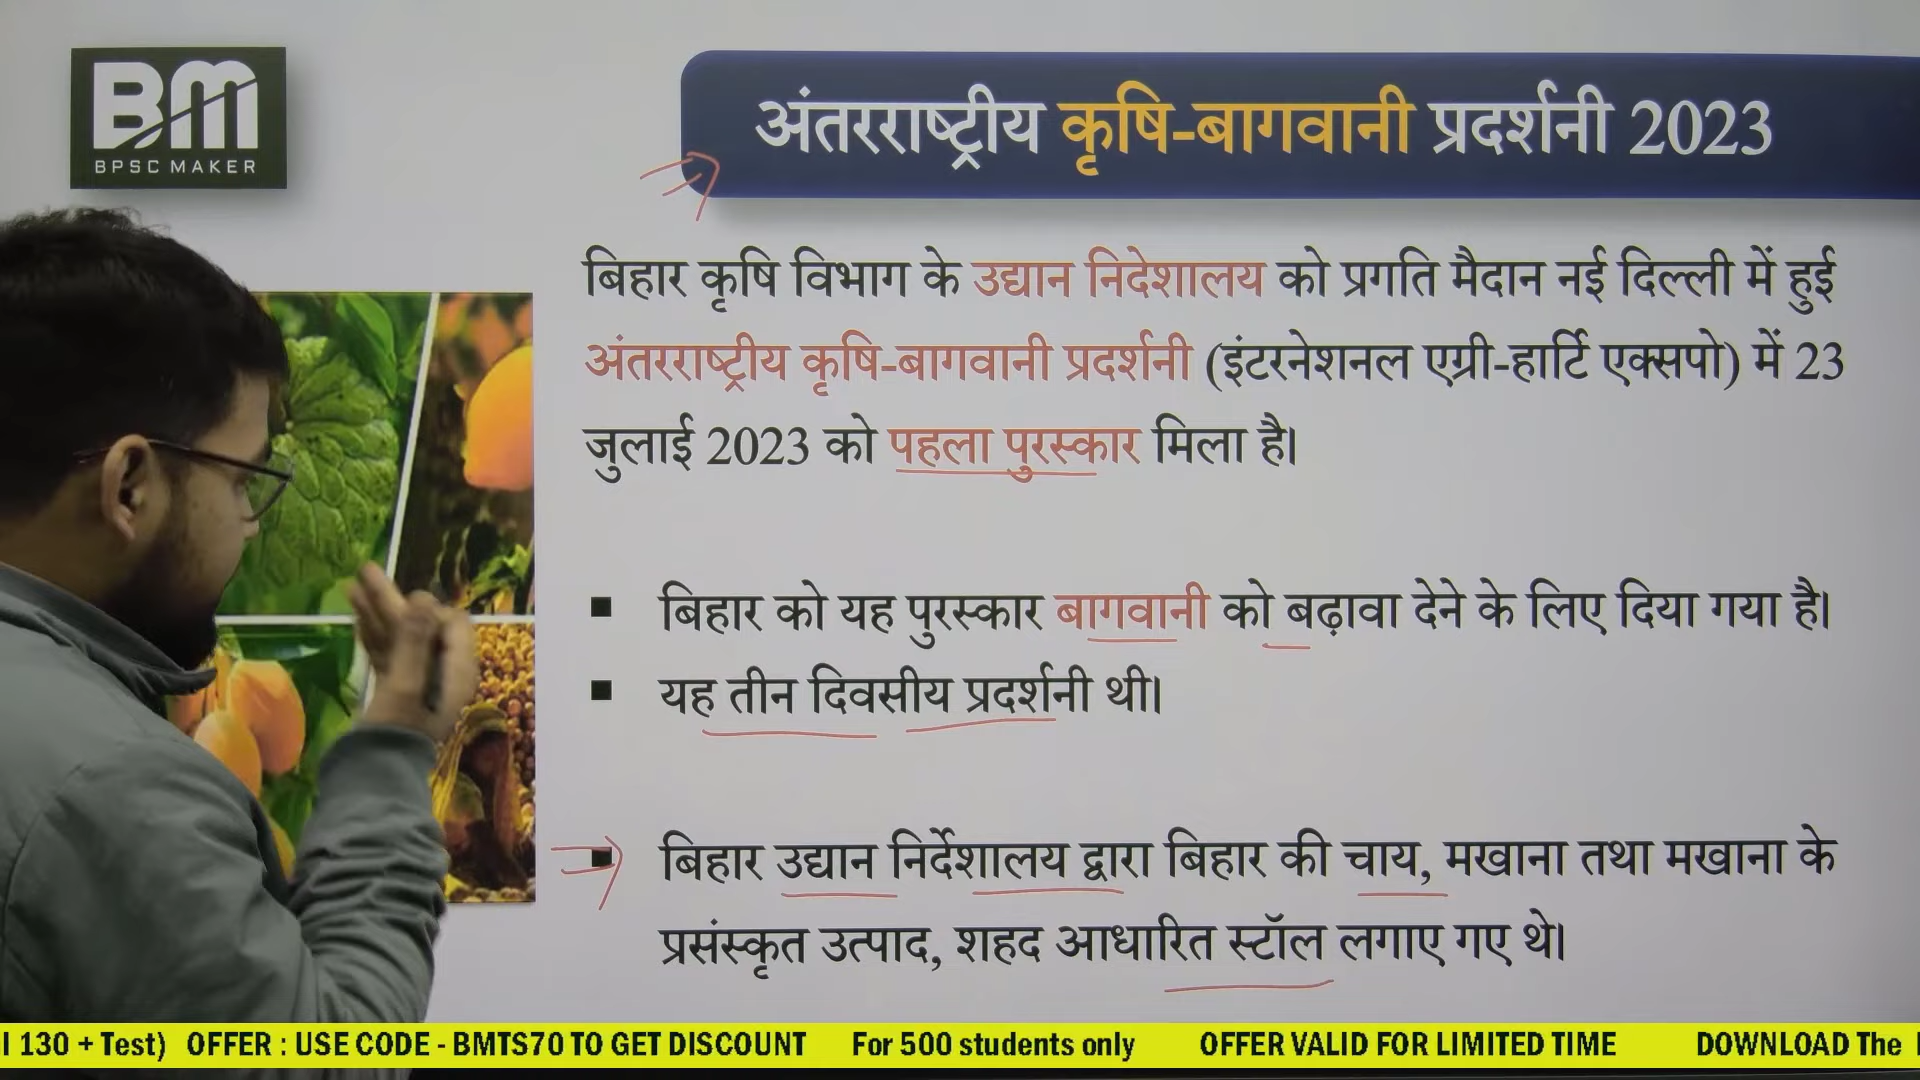 BM
BPSC MAKER
अंतरराष्ट्रीय कृषि-बागवानी प्रदर्शनी 2023
बिहार कृषि विभाग के उद्यान निदेशालय को प्रगति मैदान नई दिल्ली में हुई
अंतरराष्ट्रीय कृषि-बागवानी प्रदर्शनी (इंटरनेशनल एग्री-हार्टि एक्सपो) में 23
जुलाई 2023 को पहला पुरस्कार मिला है।
▪ बिहार को यह पुरस्कार बागवानी को बढ़ावा देने के लिए दिया गया है।
▪ यह तीन दिवसीय प्रदर्शनी थी।
▪ बिहार उद्यान निर्देशालय द्वारा बिहार की चाय, मखाना तथा मखाना के
प्रसंस्कृत उत्पाद, शहद आधारित स्टॉल लगाए गए थे।
130 + Test) OFFER : USE CODE - BMTS70 TO GET DISCOUNT For 500 students only OFFER VALID FOR LIMITED TIME DOWNLOAD The